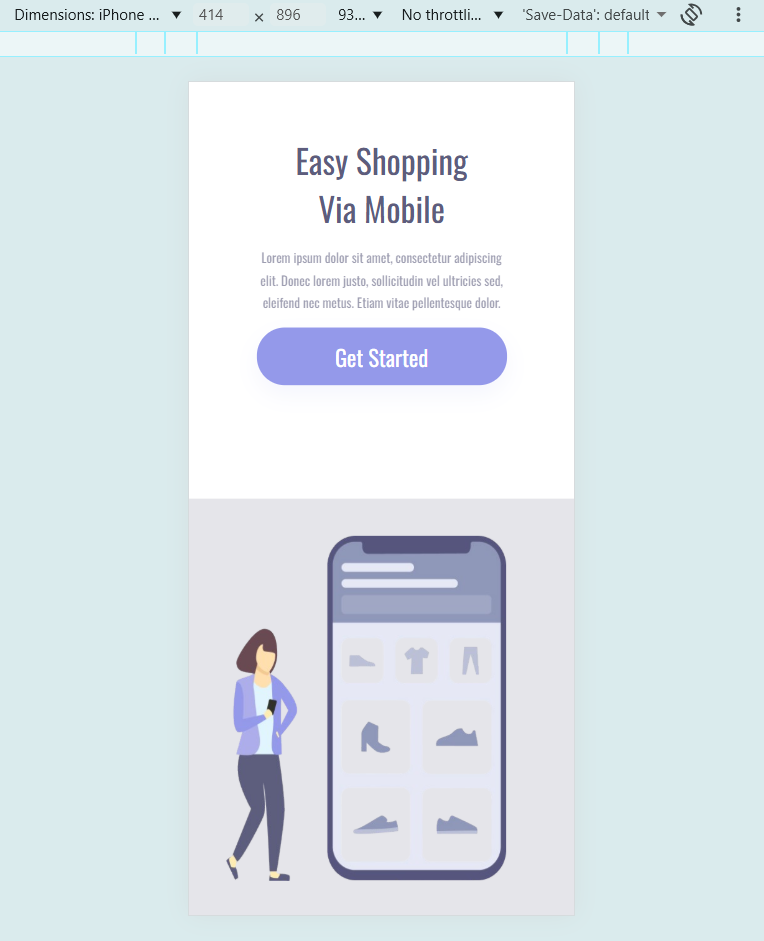 Dimensions: iPhone ... 414 × 896 93... No throttli... 'Save-Data': default
Easy Shopping
Via Mobile
Lorem ipsum dolor sit amet, consectetur adipiscing
elit. Donec lorem justo, sollicitudin vel ultricies sed,
eleifend nec metus. Etiam vitae pellentesque dolor.
Get Started